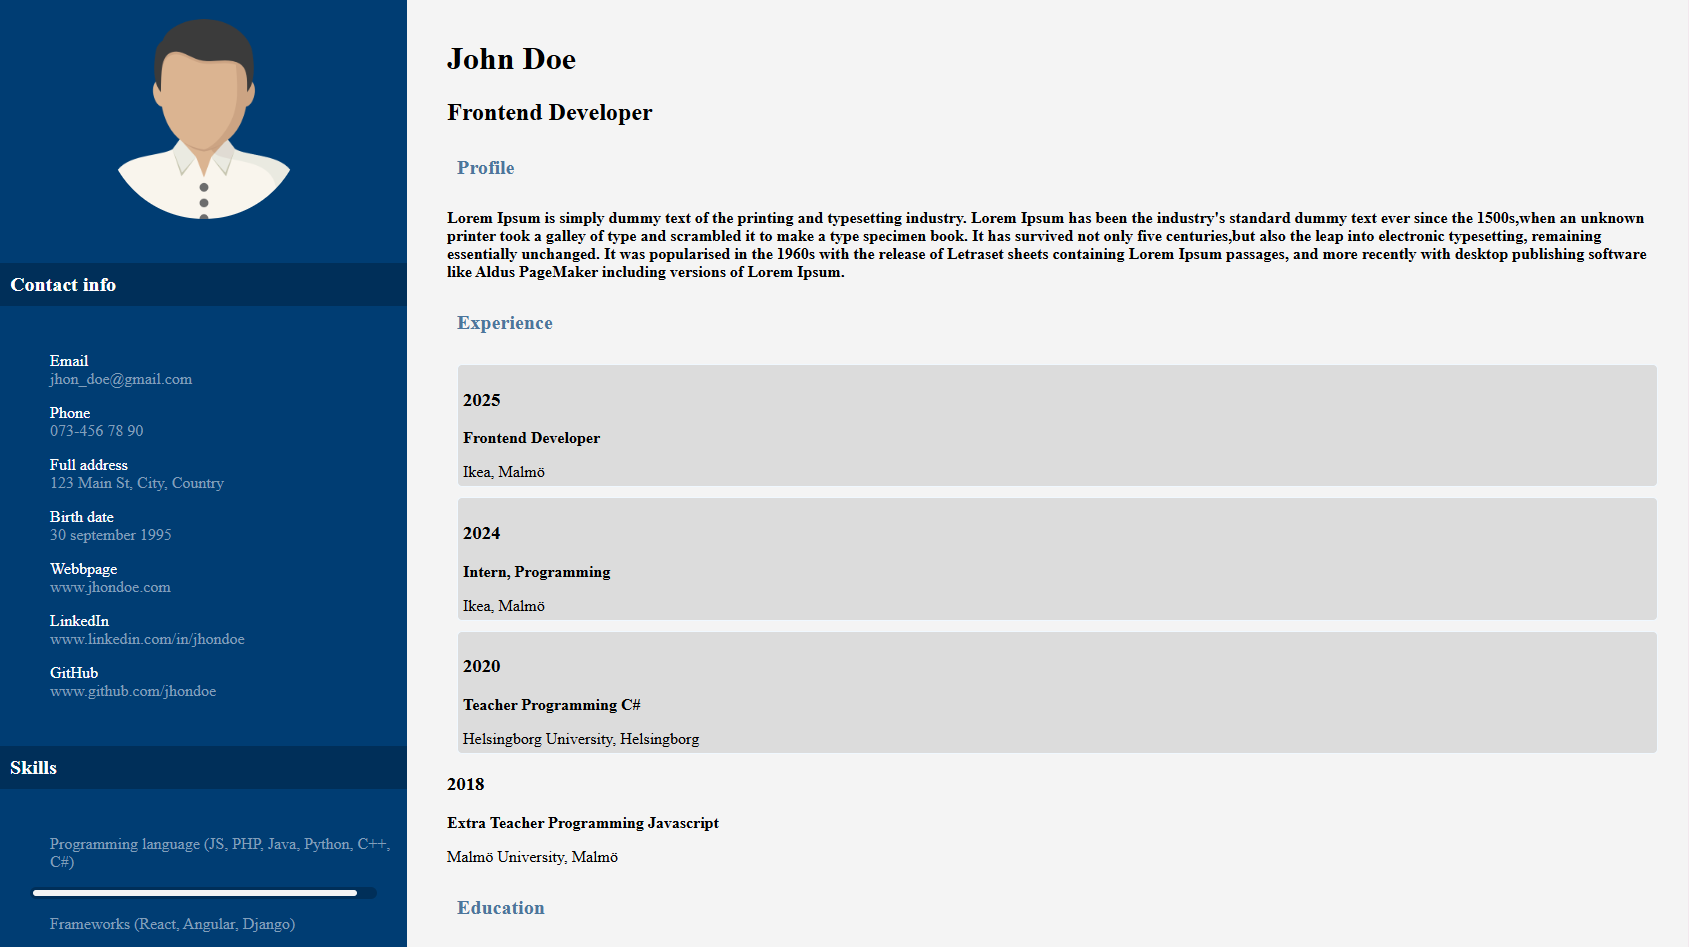 Contact info
Email
jhon_doe@gmail.com
Phone
073-456 78 90
Full address
123 Main St, City, Country
Birth date
30 september 1995
Webbpage
www.jhondoe.com
LinkedIn
www.linkedin.com/in/jhondoe
GitHub
www.github.com/jhondoe
Skills
Programming language (JS, PHP, Java, Python, C++,
C#)
Frameworks (React, Angular, Django)
John Doe
Frontend Developer
Profile
Lorem Ipsum is simply dummy text of the printing and typesetting industry. Lorem Ipsum has been the industry's standard dummy text ever since the 1500s,when an unknown
printer took a galley of type and scrambled it to make a type specimen book. It has survived not only five centuries,but also the leap into electronic typesetting, remaining
essentially unchanged. It was popularised in the 1960s with the release of Letraset sheets containing Lorem Ipsum passages, and more recently with desktop publishing software
like Aldus PageMaker including versions of Lorem Ipsum.
Experience
2025
Frontend Developer
Ikea, Malmö
2024
Intern, Programming
Ikea, Malmö
2020
Teacher Programming C#
Helsingborg University, Helsingborg
2018
Extra Teacher Programming Javascript
Malmö University, Malmö
Education